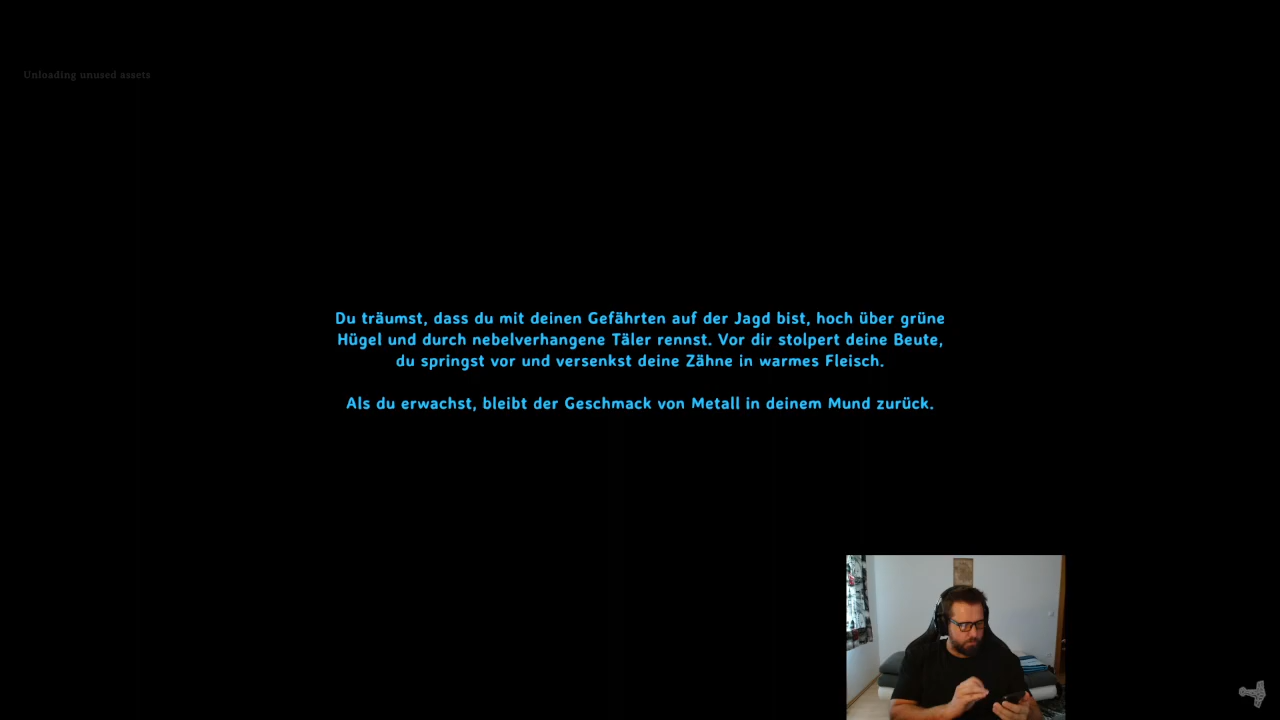 Unloading unused assets
Du träumst, dass du mit deinen Gefährten auf der Jagd bist, hoch über grüne
Hügel und durch nebelverhangene Täler rennst. Vor dir stolpert deine Beute,
du springst vor und versenkst deine Zähne in warmes Fleisch.
Als du erwachst, bleibt der Geschmack von Metall in deinem Mund zurück.